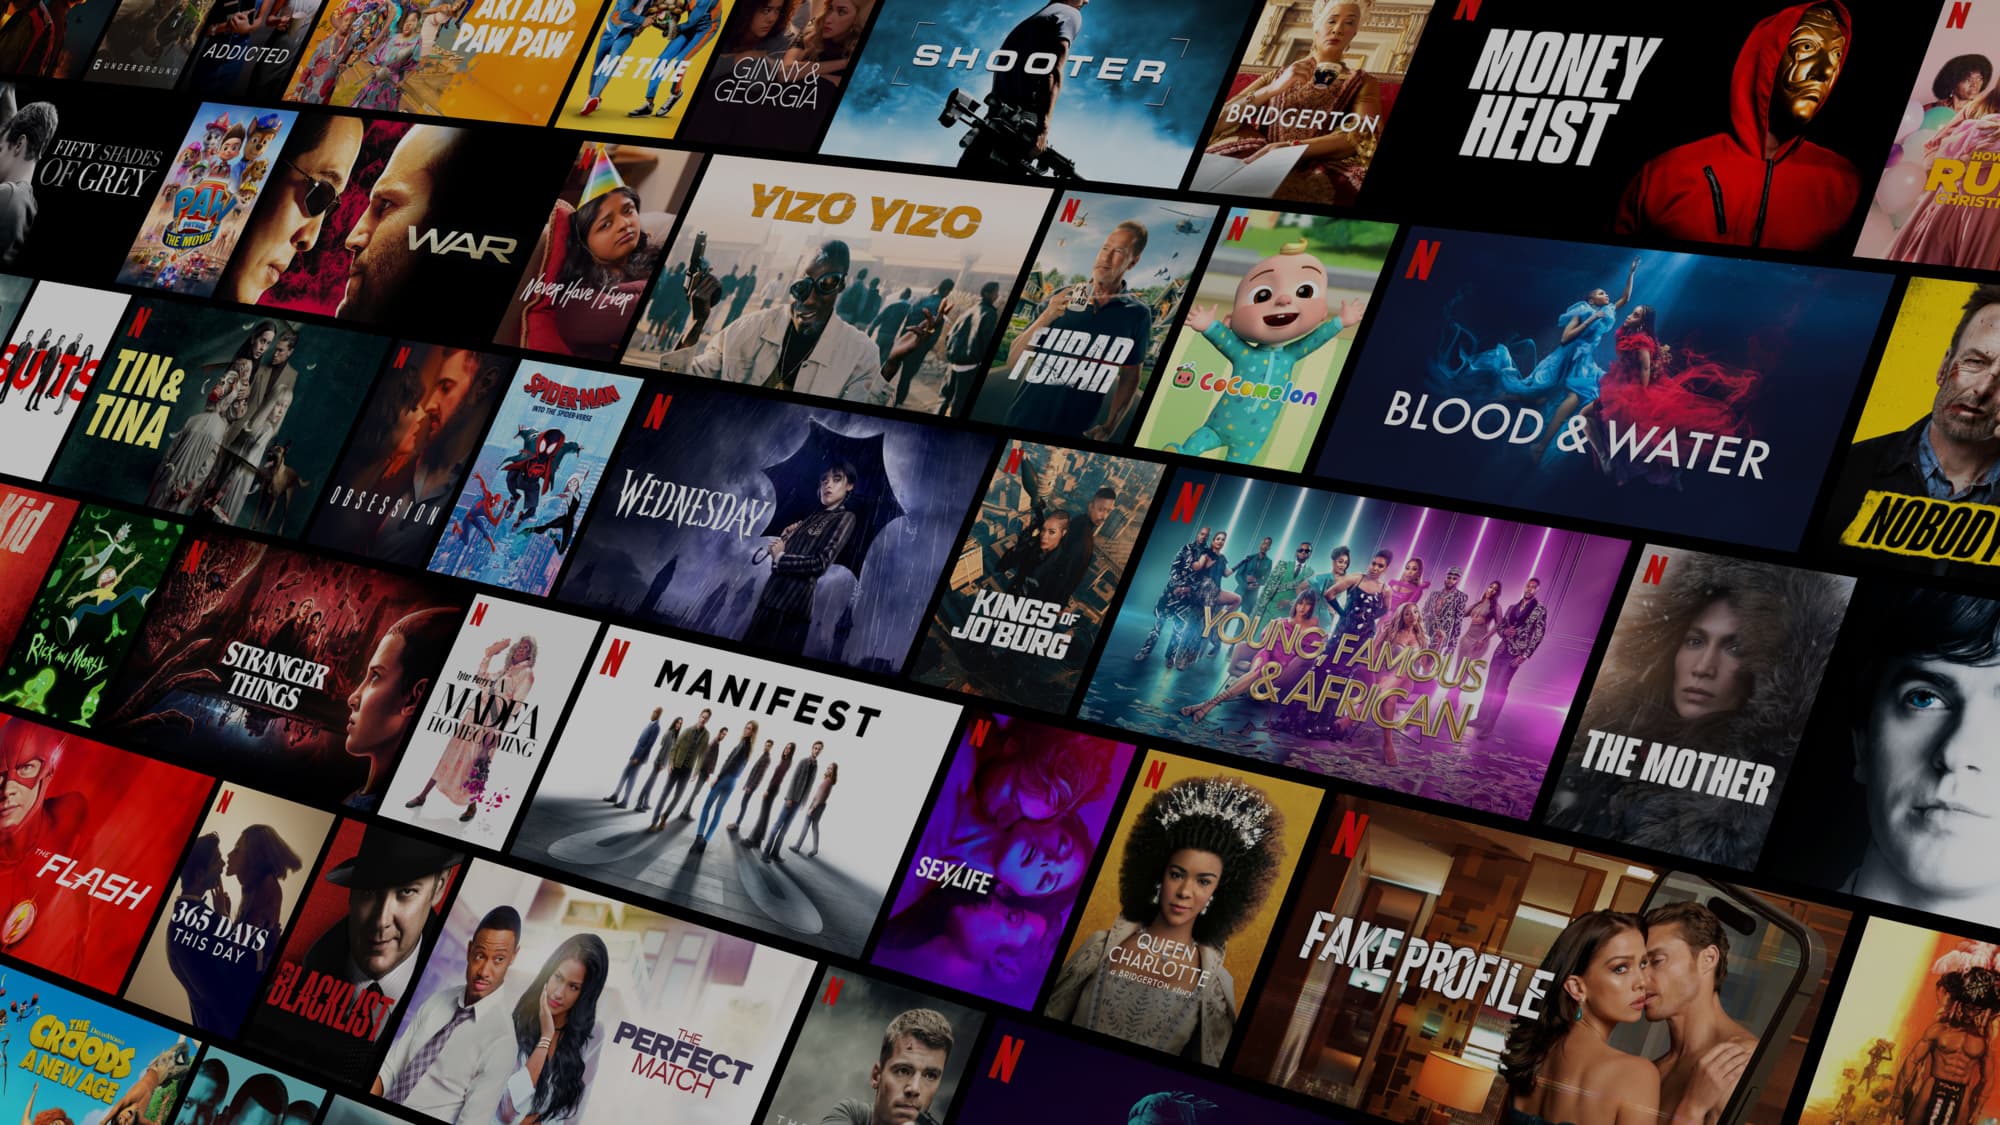 6 UNDERGROUND
ADDICTED
AKI AND
PAW PAW
ME TIME
GINNY &
GEORGIA
SHOOTER
BRIDGERTON
N
MONEY
HEIST
N
RU
CHRIST
FIFTY SHADES
OF GREY
PAW
PATROL
THE MOVIE
WAR
Never Have I Ever
YIZO YIZO
N
DAD
FUBAR
N
CoComelon
N
BLOOD & WATER
NOBODY
SUITS
N
TIN &
TINA
N
OBSESSION
SPIDER-MAN
INTO THE SPIDER-VERSE
N
WEDNESDAY
N
KINGS OF
JO'BURG
N
YOUNG, FAMOUS
& AFRICAN
N
THE MOTHER
Kid
Rick and Morty
N
STRANGER
THINGS
N
Tyler Perry's
A
MADEA
HOMECOMING
N
MANIFEST
N
SEX/LIFE
N
QUEEN
CHARLOTTE
a BRIDGERTON story
N
FAKE PROFILE
THE
FLASH
N
365 DAYS
THIS DAY
BLACKLIST
THE
PERFECT
MATCH
N
N
THE
CROODS
A NEW AGE